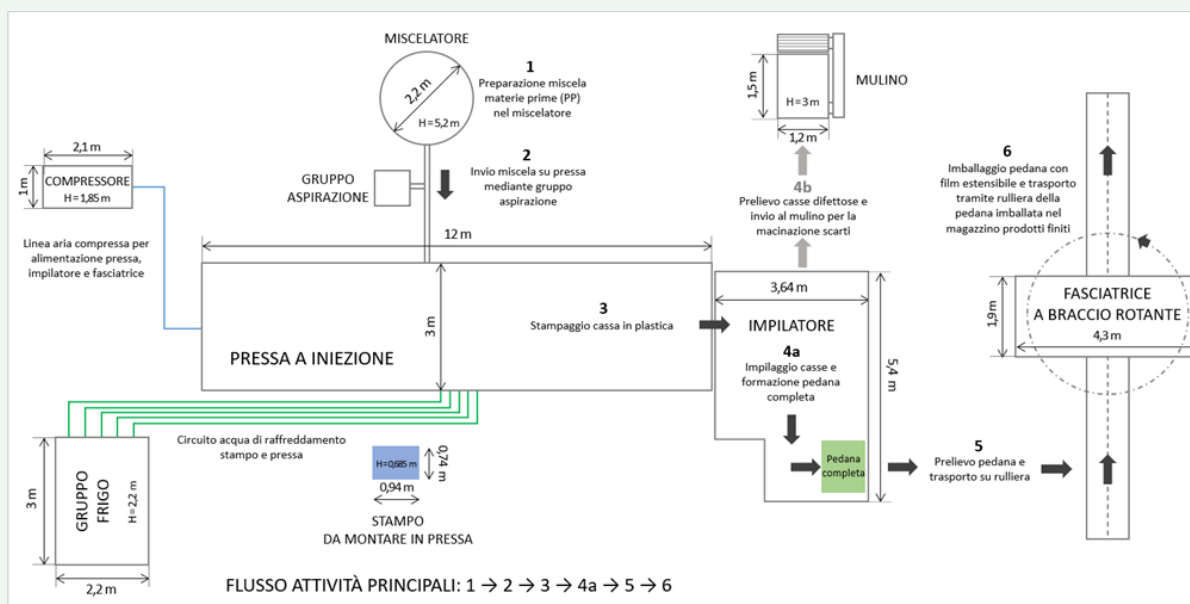 MISCELATORE
2,2 m
H=5,2 m
1
Preparazione miscela
materie prime (PP)
nel miscelatore
2
Invio miscela su pressa
mediante gruppo
aspirazione
GRUPPO
ASPIRAZIONE
2,1 m
1 m
COMPRESSORE
H=1,85 m
Linea aria compressa per
alimentazione pressa,
impilatore e fasciatrice
12 m
3 m
PRESSA A INIEZIONE
3
Stampaggio cassa in plastica
1,5 m
H=3 m
1,2 m
MULINO
4b
Prelievo casse difettose e
invio al mulino per la
macinazione scarti
3,64 m
IMPILATORE
4a
Impilaggio casse e
formazione pedana
completa
Pedana
completa
5,4 m
5
Prelievo pedana e
trasporto su rulliera
6
Imballaggio pedana con
film estensibile e trasporto
tramite rulliera della
pedana imballata nel
magazzino prodotti finiti
1,9 m
FASCIATRICE
A BRACCIO ROTANTE
4,3 m
Circuito acqua di raffreddamento
stampo e pressa
3 m
GRUPPO
FRIGO
H=2,2 m
2,2 m
H=0,685 m
0,74 m
0,94 m
STAMPO
DA MONTARE IN PRESSA
FLUSSO ATTIVITÀ PRINCIPALI: 1 → 2 → 3 → 4a → 5 → 6